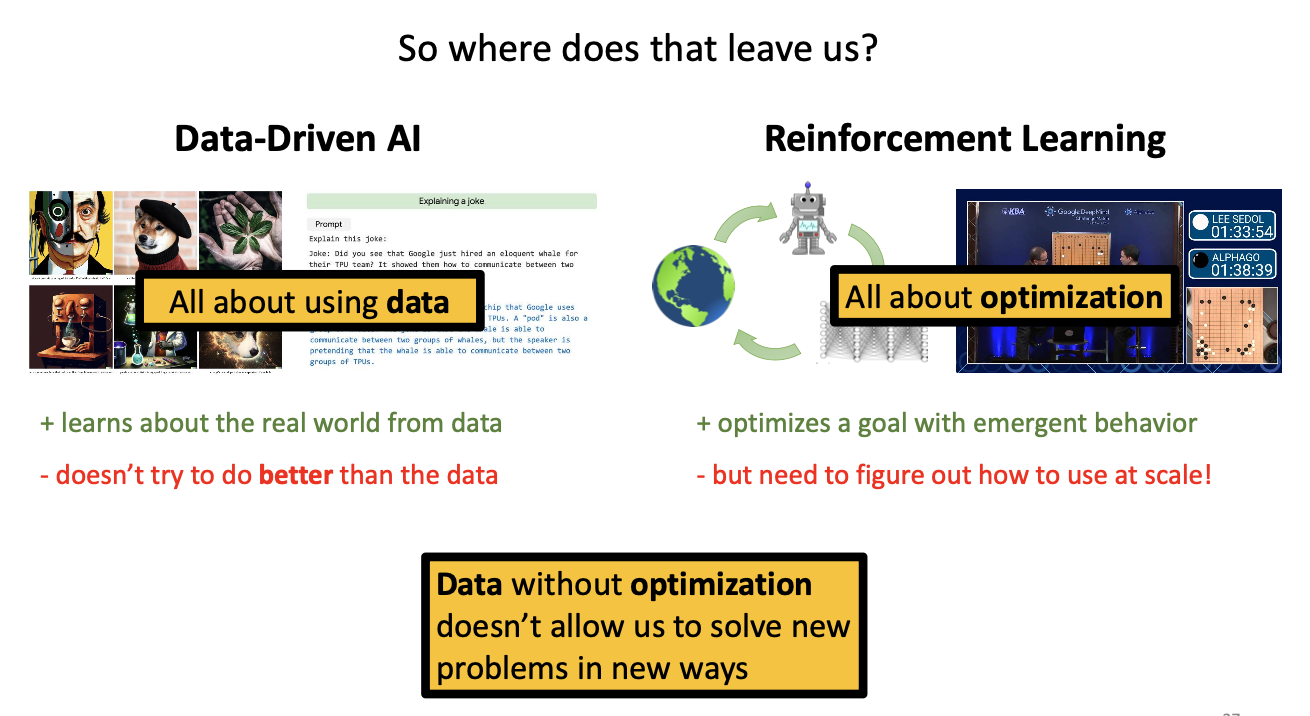 So where does that leave us?
Data-Driven AI
Reinforcement Learning
Explaining a joke
Prompt
Explain this joke:
Joke: Did you see that Google just hired an eloquent whale for
their TPU team? It showed them how to communicate between two
All about using data
chip that Google uses
TPUs. A "pod" is also a
whale is able to
communicate between two groups of whales, but the speaker is
pretending that the whale is able to communicate between two
groups of TPUs.
Google DeepMind
Challenge Match
LEE SEDOL
01:33:54
ALPHAGO
01:38:39
All about optimization
+ learns about the real world from data
- doesn't try to do better than the data
+ optimizes a goal with emergent behavior
- but need to figure out how to use at scale!
Data without optimization
doesn't allow us to solve new
problems in new ways